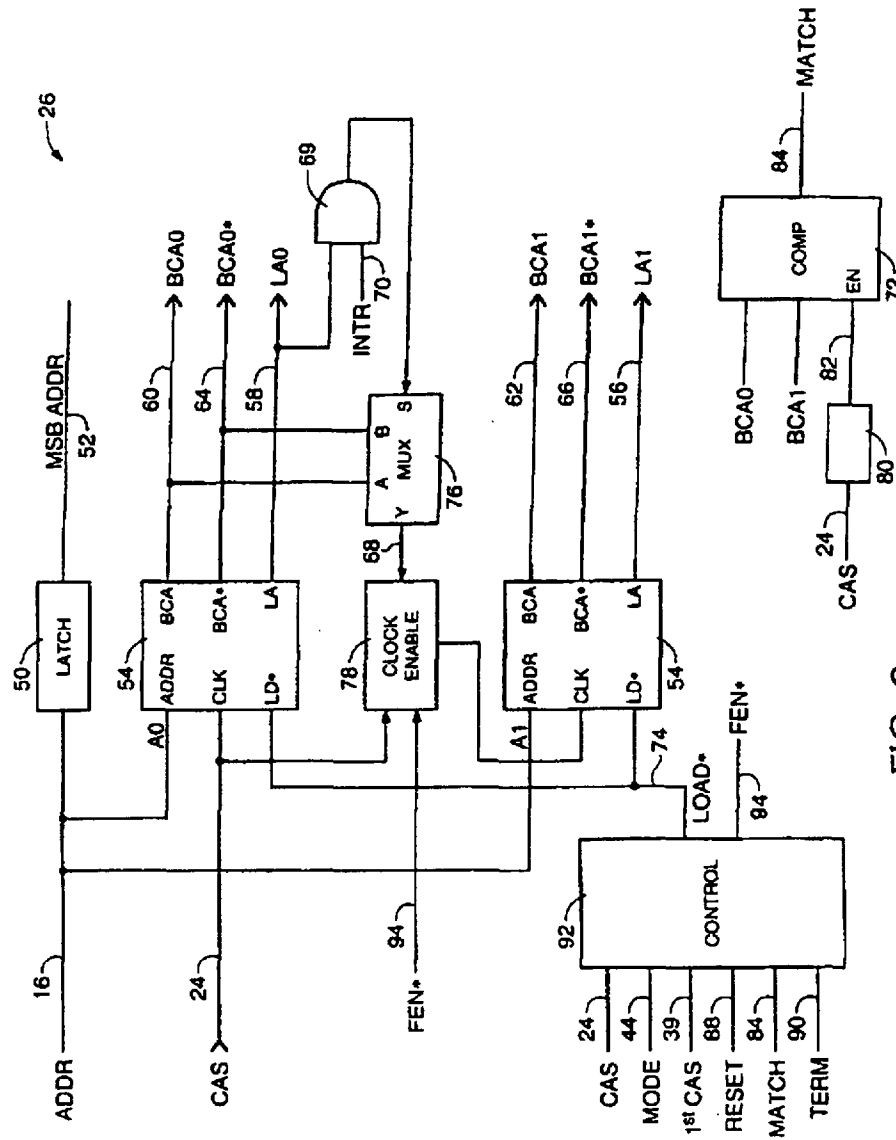 26
ADDR
16
50
LATCH
MSB ADDR
52
A0
54
ADDR
CLK
LD*
BCA
BCA*
LA
60
BCA0
64
BCA0*
58
LA0
CAS
24
INTR
70
69
FEN*
94
78
CLOCK
ENABLE
68
Y
A
B
S
MUX
76
A1
54
ADDR
CLK
LD*
BCA
BCA*
LA
62
BCA1
66
BCA1*
56
LA1
74
LOAD*
FEN*
94
92
CONTROL
CAS
24
MODE
44
1st CAS
39
RESET
88
MATCH
84
TERM
90
BCA0
BCA1
CAS
24
80
82
EN
COMP
72
84
MATCH